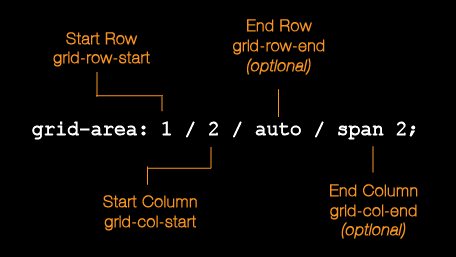 Start Row
grid-row-start
End Row
grid-row-end
(optional)
grid-area: 1 / 2 / auto / span 2;
Start Column
grid-col-start
End Column
grid-col-end
(optional)